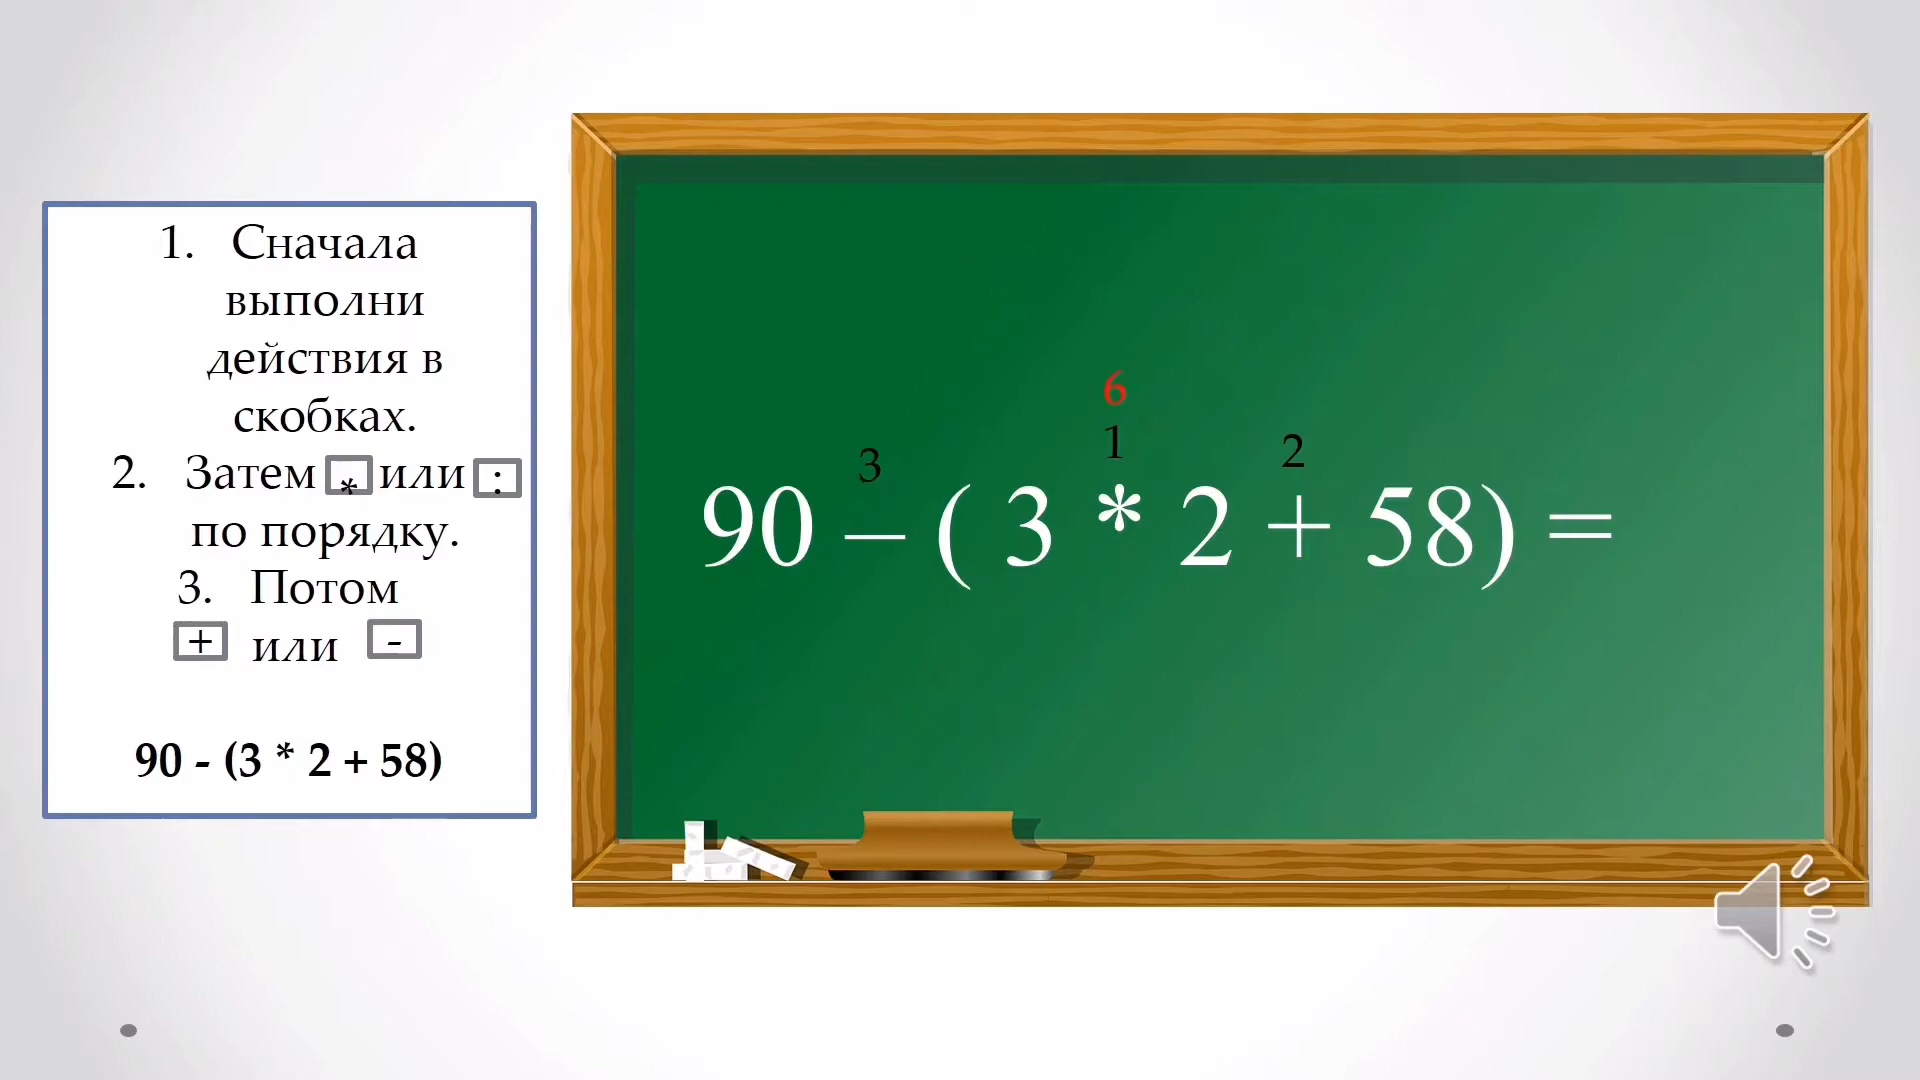 1. Сначала
выполни
действия в
скобках.
2. Затем * или :
по порядку.
3. Потом
+ или -
90 - (3 * 2 + 58)
6
3 1 2
90 – ( 3 * 2 + 58) =